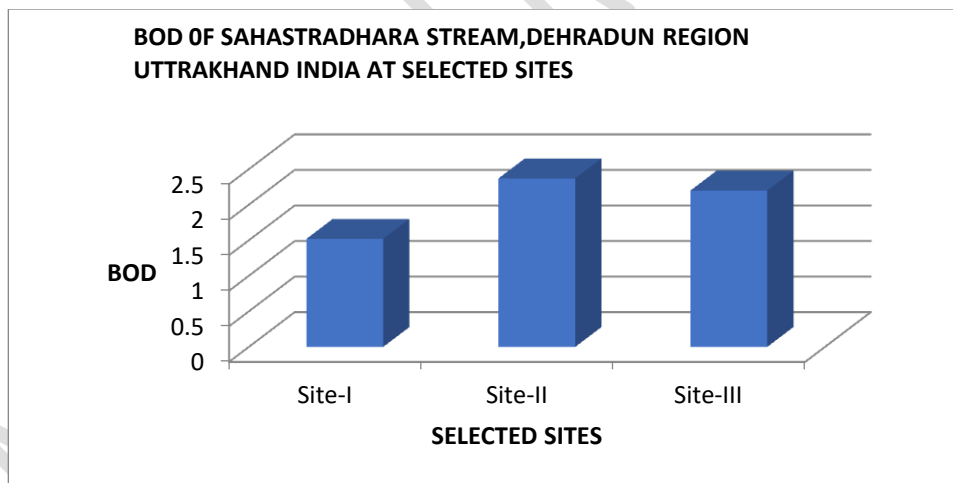 BOD 0F SAHASTRADHARA STREAM,DEHRADUN REGION
UTTRAKHAND INDIA AT SELECTED SITES
2.5
2
1.5
1
0.5
0
BOD
Site-I
Site-II
Site-III
SELECTED SITES